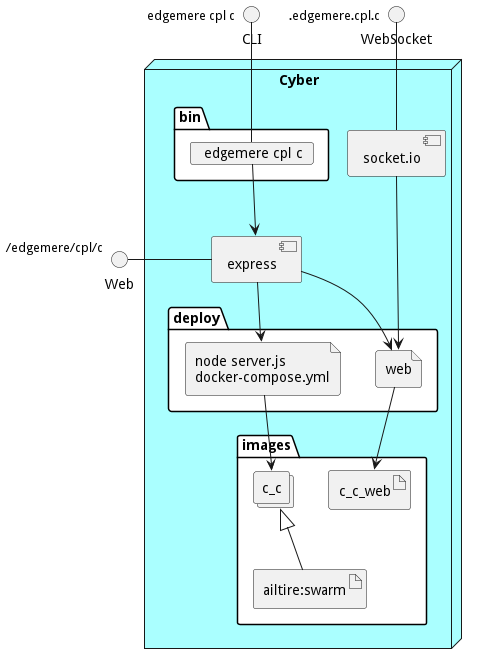 edgemere cpl c
.edgemere.cpl.c
CLI
WebSocket
Cyber
bin
edgemere cpl c
socket.io
/edgemere/cpl/c
Web
express
deploy
node server.js
docker-compose.yml
web
images
c_c
c_c_web
ailtire:swarm